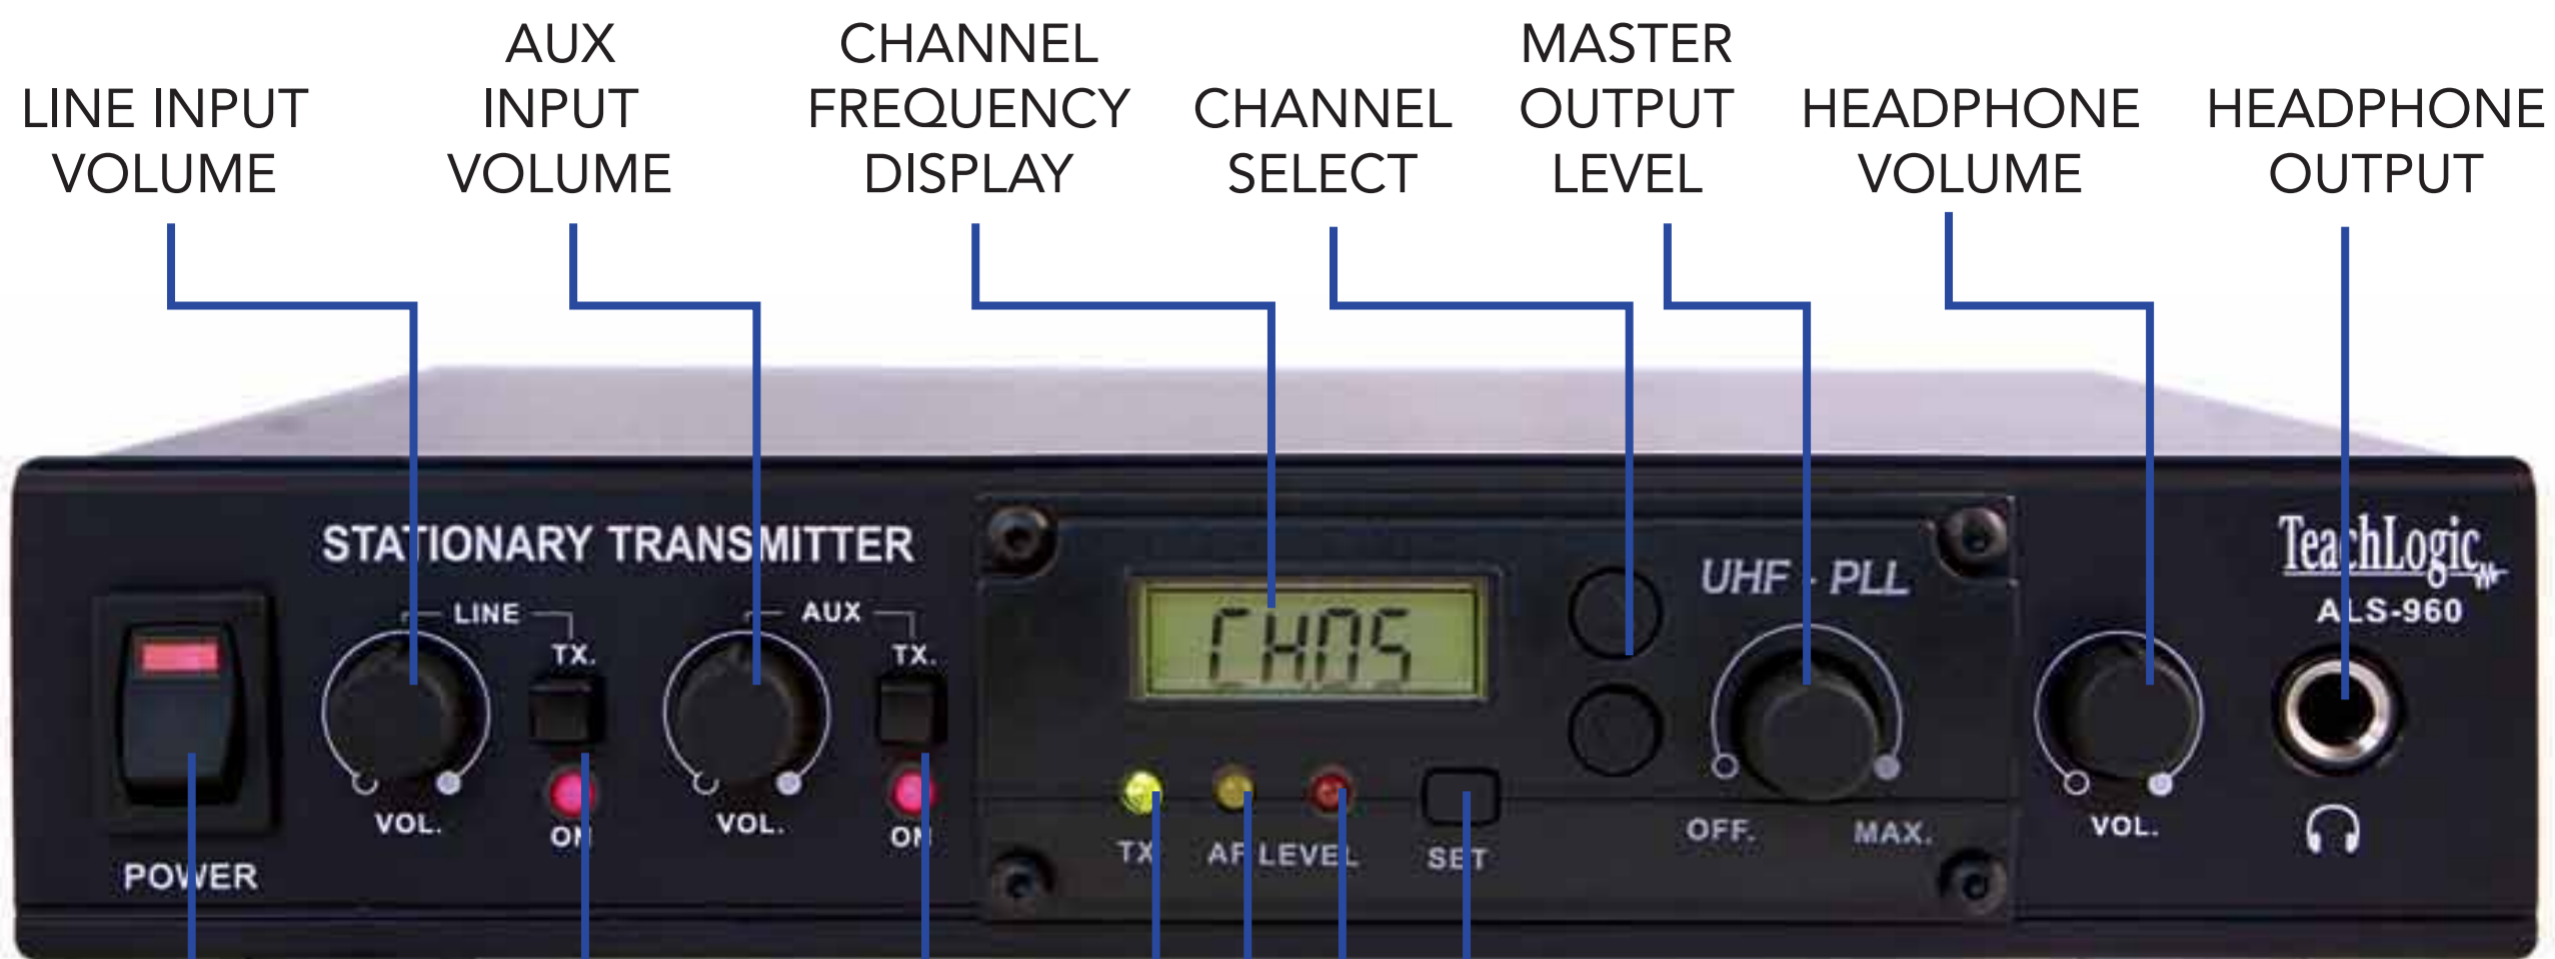 LINE INPUT
VOLUME
AUX
INPUT
VOLUME
CHANNEL
FREQUENCY
DISPLAY
CHANNEL
SELECT
MASTER
OUTPUT
LEVEL
HEADPHONE
VOLUME
HEADPHONE
OUTPUT
STATIONARY TRANSMITTER
LINE
TX.
AUX
TX.
CH05
UHF - PLL
TeachLogic
ALS-960
VOL.
ON
VOL.
ON
TX
AF LEVEL
SET
OFF.
MAX.
VOL.
POWER